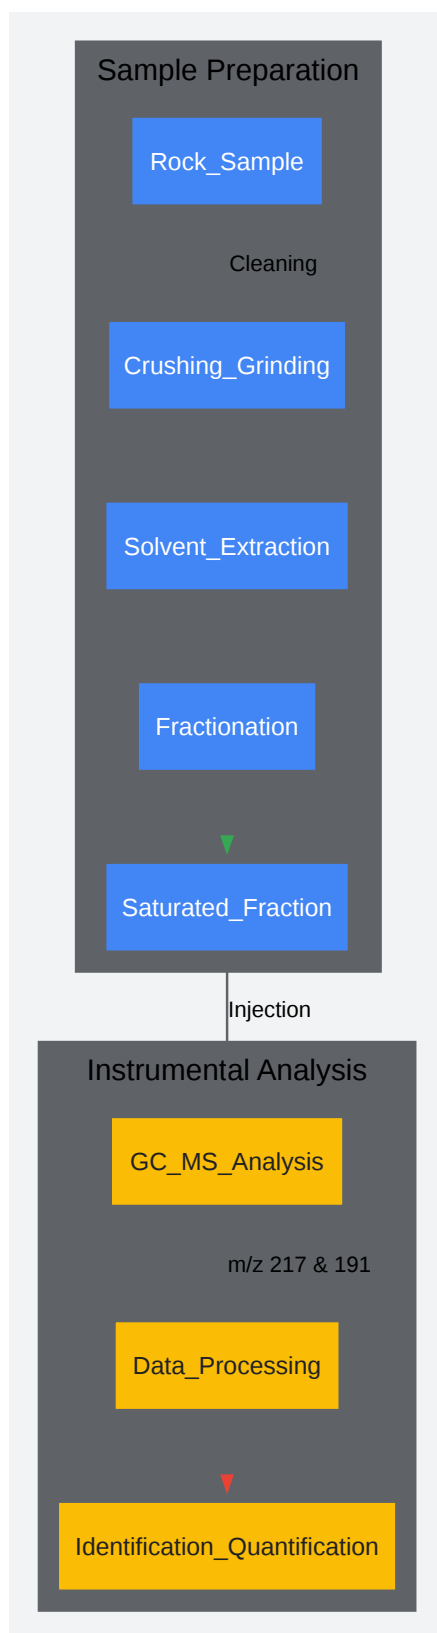 Sample Preparation
Rock_Sample
Cleaning
Crushing_Grinding
Solvent_Extraction
Fractionation
Saturated_Fraction
Injection
Instrumental Analysis
GC_MS_Analysis
m/z 217 & 191
Data_Processing
Identification_Quantification